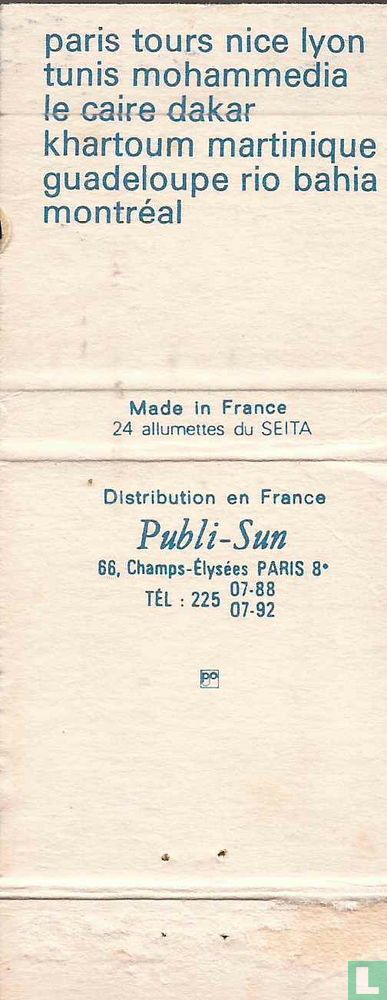 paris tours nice lyon
tunis mohammedia
le caire dakar
khartoum martinique
guadeloupe rio bahia
montréal
Made in France
24 allumettes du SEITA
Distribution en France
Publi-Sun
66, Champs-Élysées PARIS 8e
TÉL : 225 07-88
07-92
L